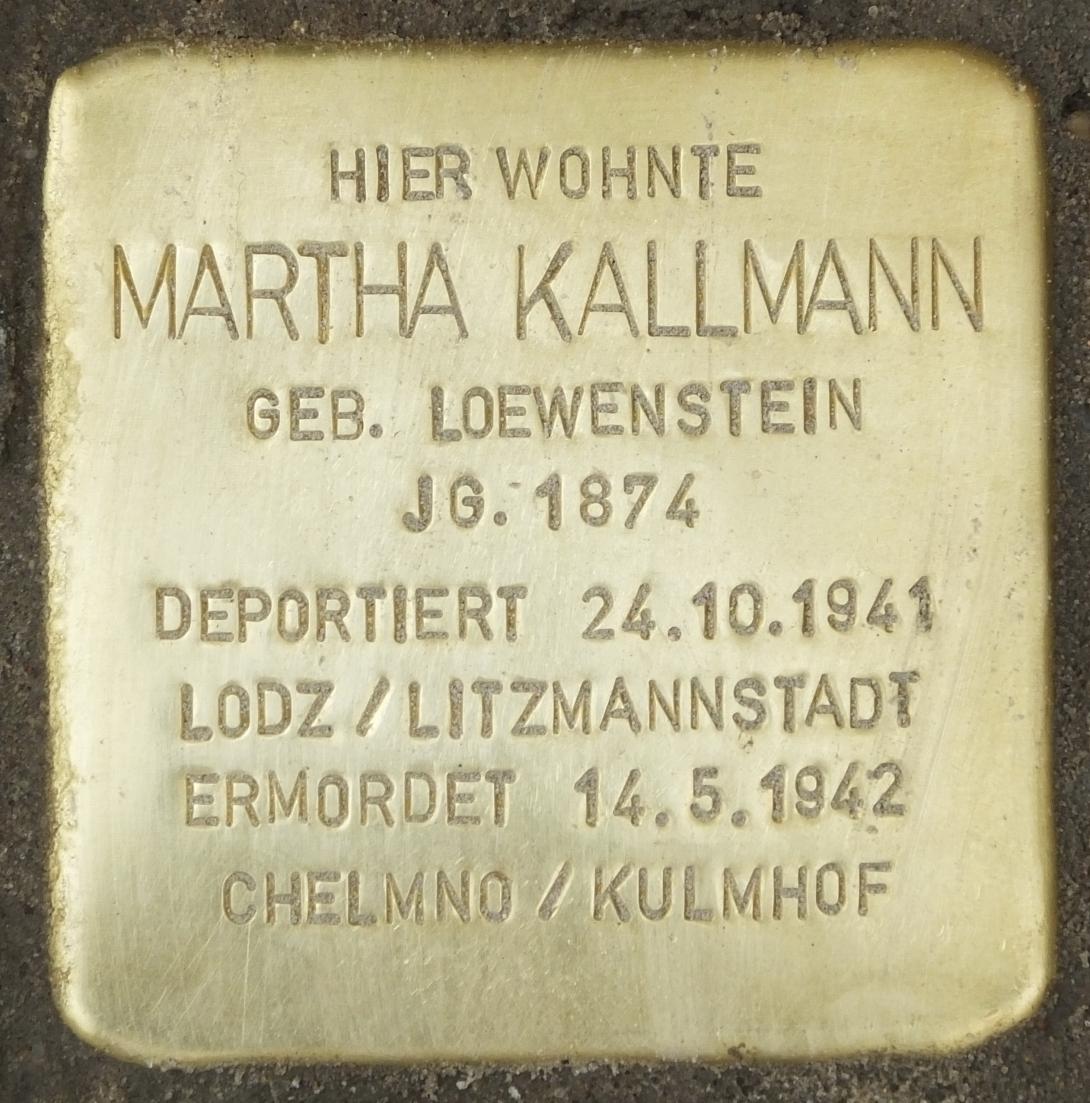 HIER WOHNTE
MARTHA KALLMANN
GEB. LOEWENSTEIN
JG. 1874
DEPORTIERT 24.10.1941
LODZ / LITZMANNSTADT
ERMORDET 14.5.1942
CHELMNO / KULMHOF